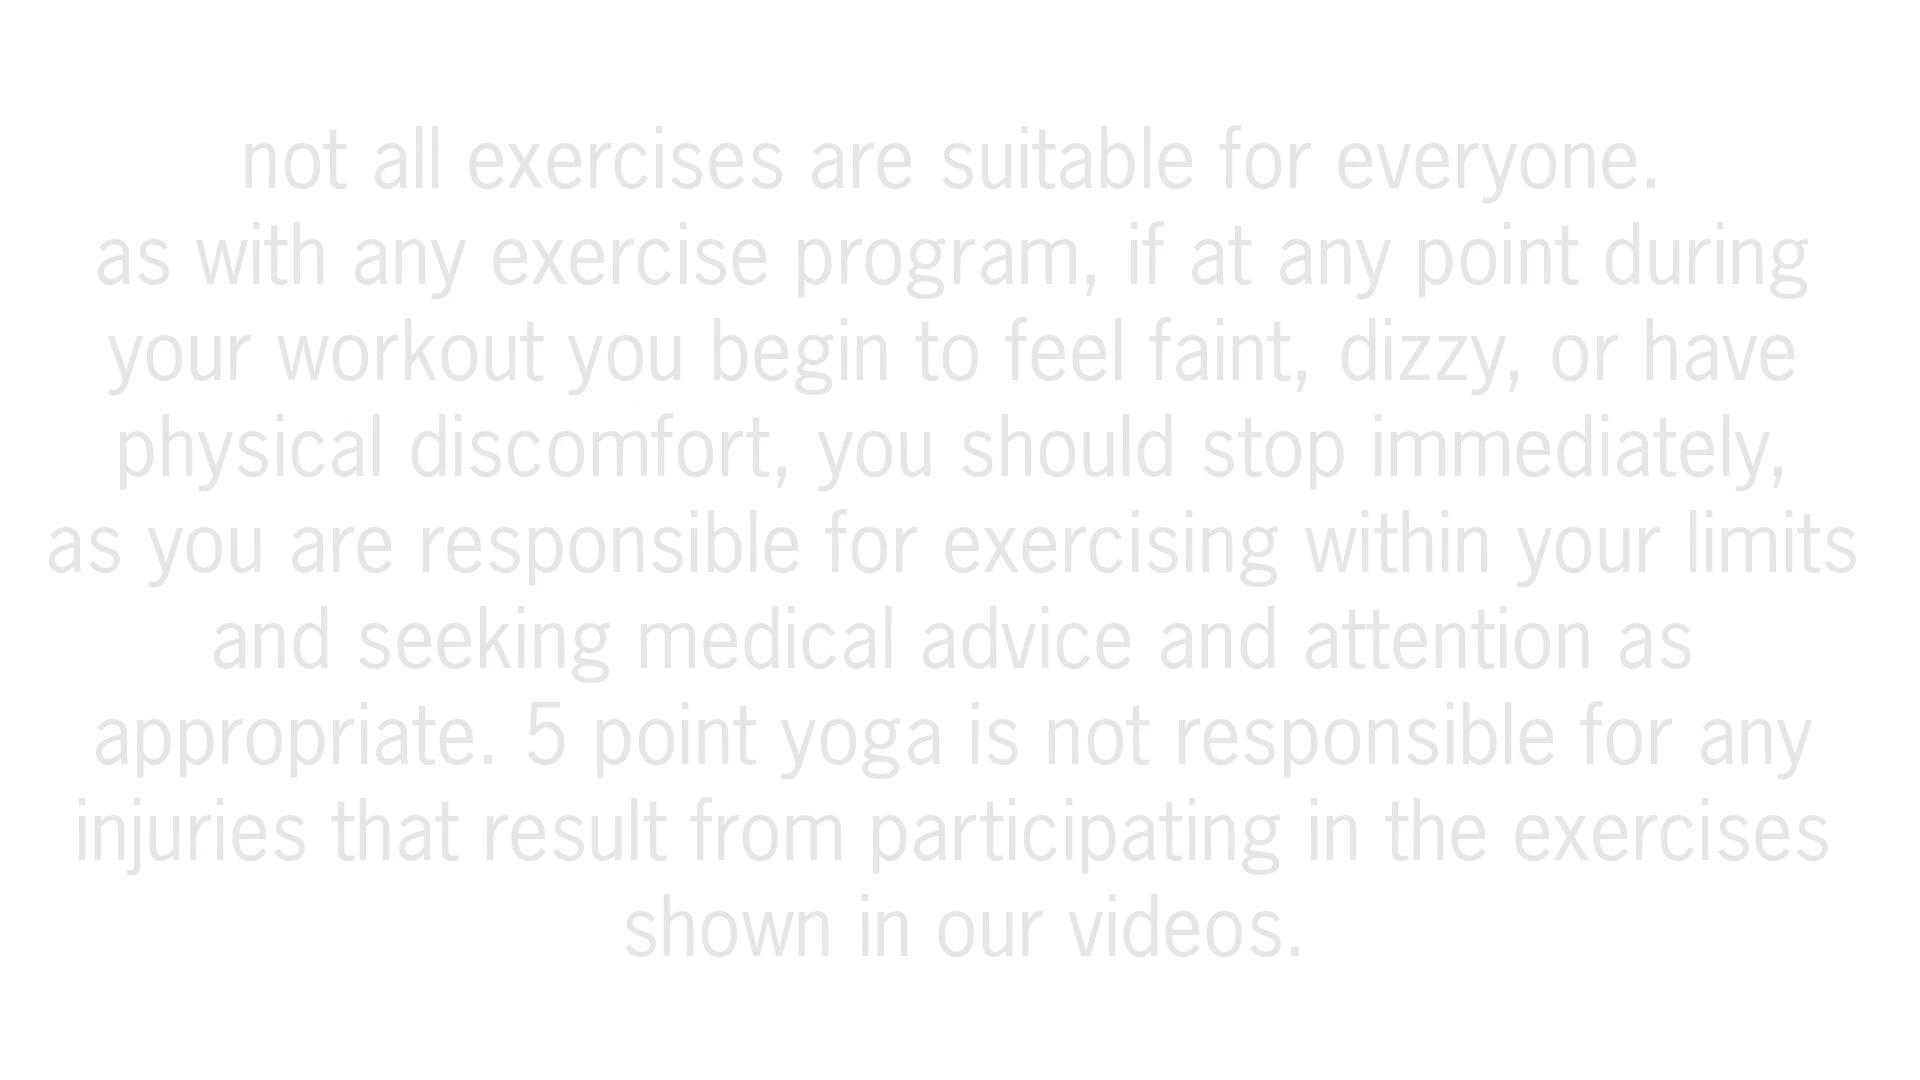 not all exercises are suitable for everyone.
as with any exercise program, if at any point during
your workout you begin to feel faint, dizzy, or have
physical discomfort, you should stop immediately,
as you are responsible for exercising within your limits
and seeking medical advice and attention as
appropriate. 5 point yoga is not responsible for any
injuries that result from participating in the exercises
shown in our videos.